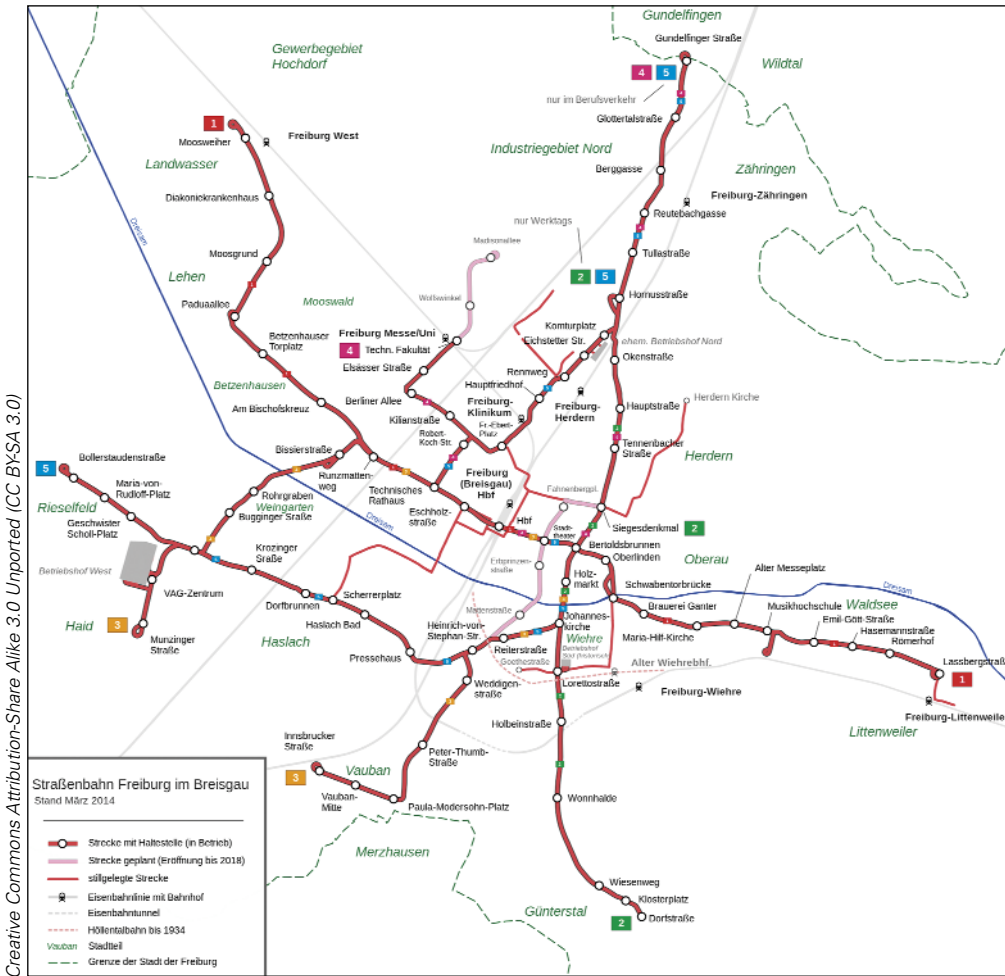 Gundelfingen
Gundelfinger Straße
Gewerbegebiet
Hochdorf
Wildtal
4
5
nur im Berufsverkehr
Glottertalstraße
1
Moosweiher
Freiburg West
Landwasser
Industriegebiet Nord
Berggasse
Zähringen
Freiburg-Zähringen
Diakoniekrankenhaus
Reutebachgasse
Dreisam
nur Werktags
Madisonallee
Tullastraße
Moosgrund
Lehen
2
5
Mooswald
Wolfswinkel
Hornusstraße
Paduaallee
Freiburg Messe/Uni
4
Techn. Fakultät
Komturplatz
Eichstetter Str.
ehem. Betriebshof Nord
Betzenhauser
Torplatz
Elsässer Straße
Okenstraße
Rennweg
Betzenhausen
Hauptfriedhof
Berliner Allee
Freiburg-
Klinikum
Freiburg-
Herdern
Herdern Kirche
Am Bischofskreuz
Kilianstraße
Fr.-Ebert-
Platz
Hauptstraße
Robert-
Koch-Str.
Tennenbacher
Straße
Bissierstraße
Herdern
5
Bollerstaudenstraße
Runzmatten-
weg
Freiburg
(Breisgau)
Hbf
Maria-von-
Rudloff-Platz
Technisches
Rathaus
Rohrgraben
Weingarten
Fahnenbergpl.
Dreisam
Rieselfeld
Bugginger Sraße
Eschholz-
straße
Geschwister
Scholl-Platz
Hbf
Stadt-
theater
Siegesdenkmal
2
Bertoldsbrunnen
Oberlinden
Oberau
Krozinger
Sraße
Betriebshof West
Erbprinzen-
straße
Holz-
markt
Alter Messeplatz
Schwabentorbrücke
Dreisam
VAG-Zentrum
Dorfbrunnen
Scherrerplatz
Brauerei Ganter
Musikhochschule
Waldsee
Haslach Bad
Marienstraße
Johannes-
kirche
Emil-Gött-Straße
Haid
3
Heinrich-von-
Stephan-Str.
Maria-Hilf-Kirche
Hasemannstraße
Munzinger
Straße
Haslach
Wiehre
Römerhof
Pressehaus
Reiterstraße
Betriebshof
Süd (historisch)
Goethestraße
Alter Wiehrebhf.
Lassbergstraße
1
Weddigen-
straße
Lorettostraße
Freiburg-Wiehre
Freiburg-Littenweiler
Holbeinstraße
Littenweiler
Innsbrucker
Straße
Peter-Thumb-
Straße
3
Vauban
Vauban-
Mitte
Paula-Modersohn-Platz
Wonnhalde
Merzhausen
Wiesenweg
Klosterplatz
Günterstal
2
Dorfstraße
Straßenbahn Freiburg im Breisgau
Stand März 2014
Strecke mit Haltestelle (in Betrieb)
Strecke geplant (Eröffnung bis 2018)
stillgelegte Strecke
Eisenbahnlinie mit Bahnhof
Eisenbahntunnel
Höllentalbahn bis 1934
Vauban Stadtteil
Grenze der Stadt der Freiburg
Creative Commons Attribution-Share Alike 3.0 Unported (CC BY-SA 3.0)